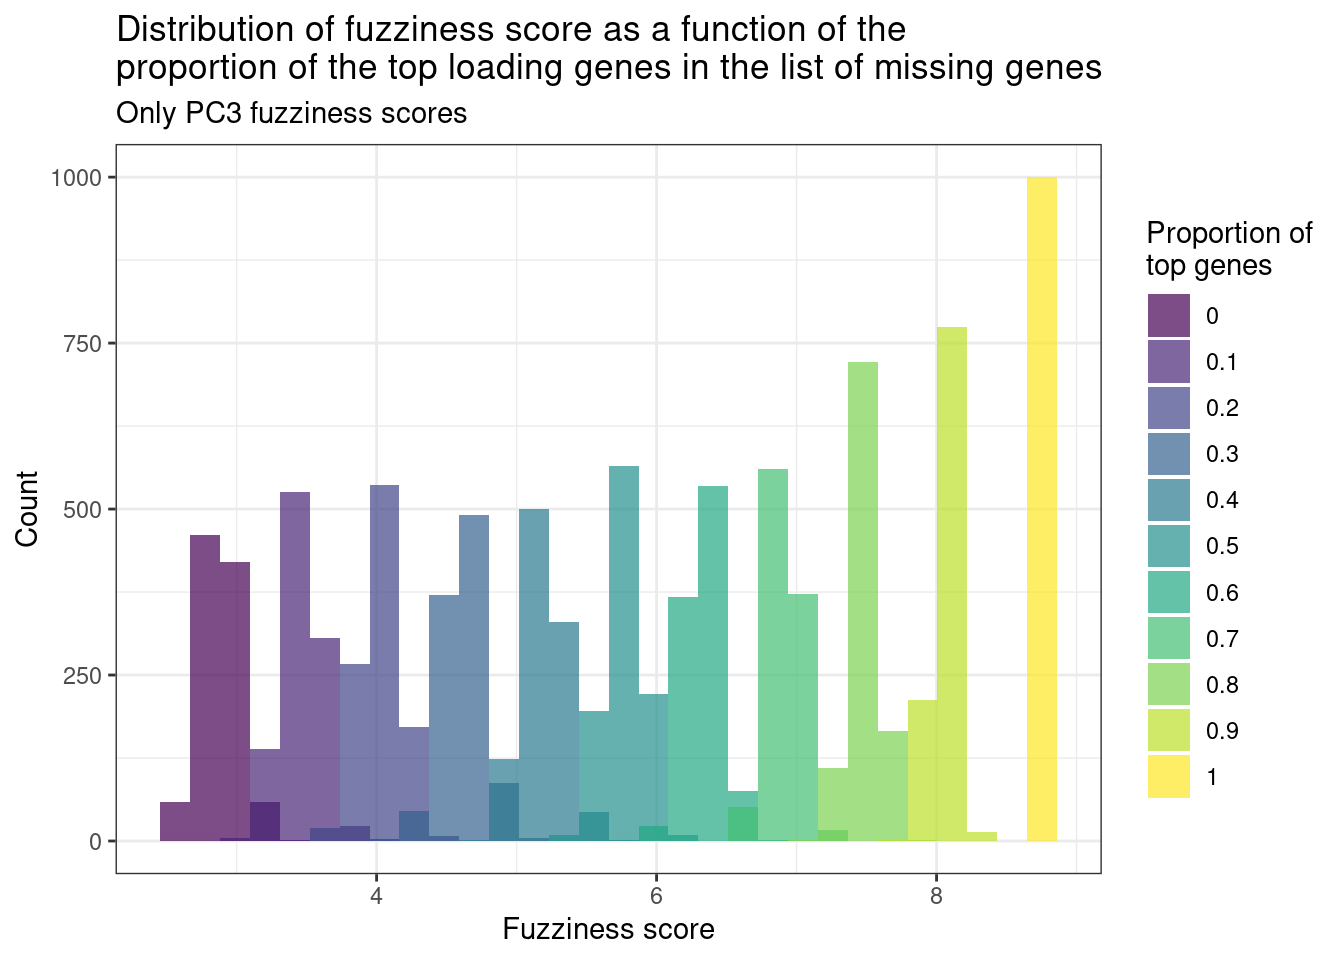 Distribution of fuzziness score as a function of the
proportion of the top loading genes in the list of missing genes
Only PC3 fuzziness scores
1000
750
500
250
0
Count
4
6
8
Fuzziness score
Proportion of
top genes
0
0.1
0.2
0.3
0.4
0.5
0.6
0.7
0.8
0.9
1